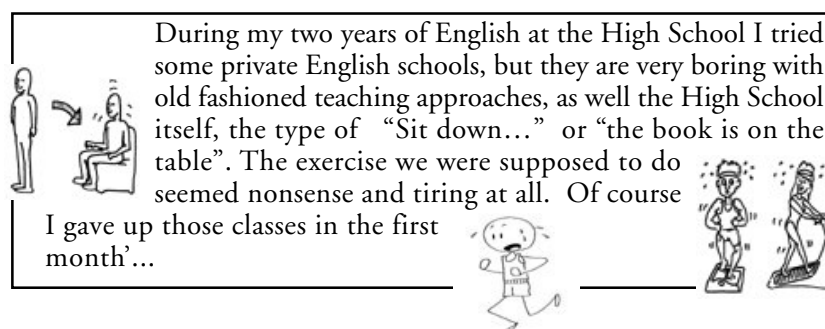 During my two years of English at the High School I tried
some private English schools, but they are very boring with
old fashioned teaching approaches, as well the High School
itself, the type of “Sit down…” or “the book is on the
table”. The exercise we were supposed to do
seemed nonsense and tiring at all. Of course
I gave up those classes in the first
month’...